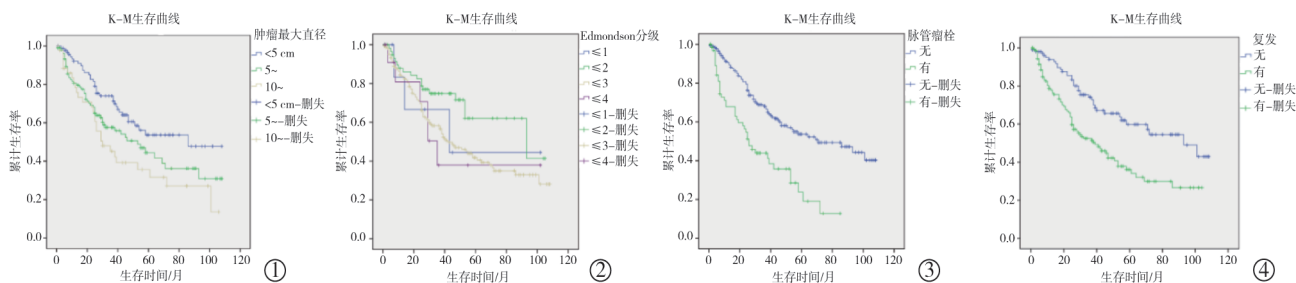 K-M生存曲线
累计生存率
1.0
0.8
0.6
0.4
0.2
0.0
0 20 40 60 80 100 120
生存时间/月
肿瘤最大直径
<5 cm
5~
10~
<5 cm-删失
5~-删失
10~-删失
①
K-M生存曲线
累计生存率
1.0
0.8
0.6
0.4
0.2
0.0
0 20 40 60 80 100 120
生存时间/月
Edmondson分级
≤1
≤2
≤3
≤4
≤1-删失
≤2-删失
≤3-删失
≤4-删失
②
K-M生存曲线
累计生存率
1.0
0.8
0.6
0.4
0.2
0.0
0 20 40 60 80 100 120
生存时间/月
脉管瘤栓
无
有
无-删失
有-删失
③
K-M生存曲线
累计生存率
1.0
0.8
0.6
0.4
0.2
0.0
0 20 40 60 80 100 120
生存时间/月
复发
无
有
无-删失
有-删失
④